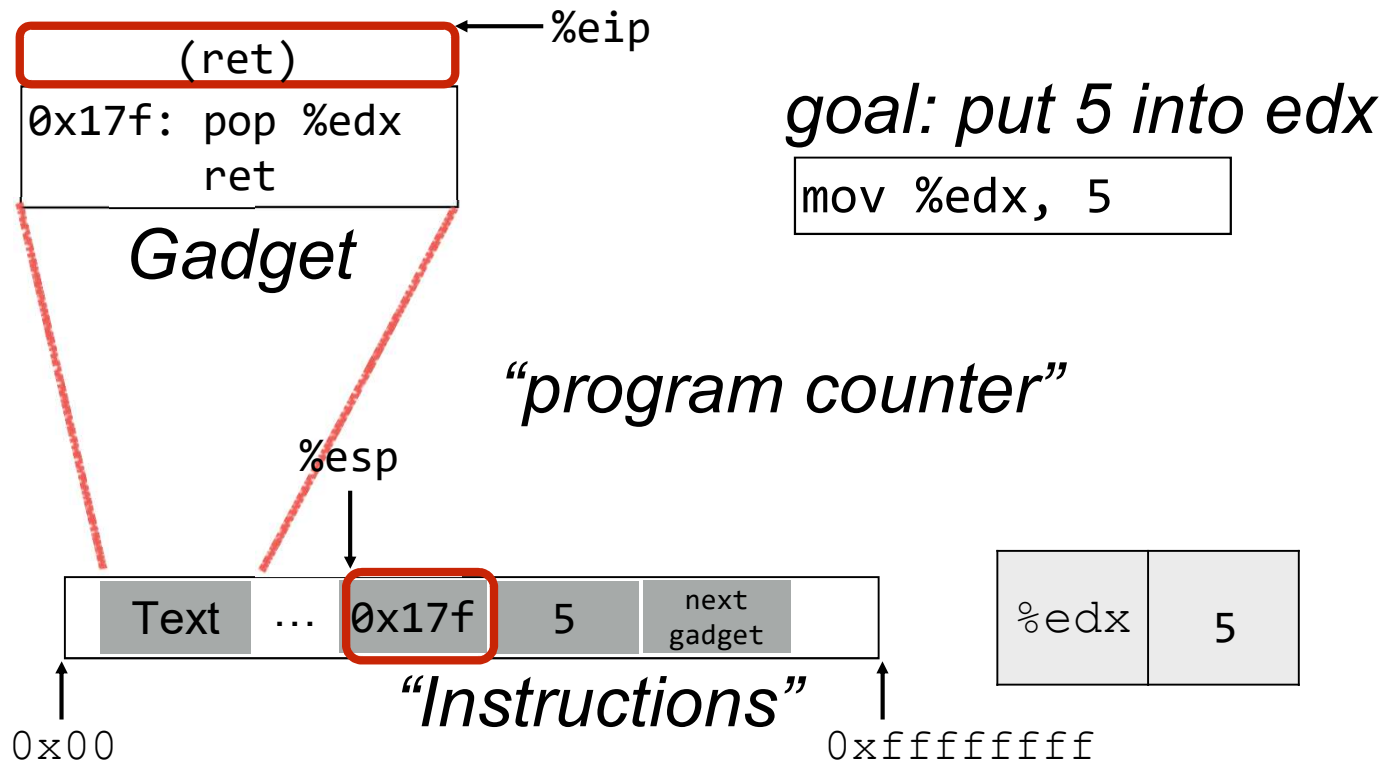 %eip
(ret)
0x17f: pop %edx
ret
Gadget
goal: put 5 into edx
mov %edx, 5
“program counter”
%esp
Text ... 0x17f 5 next
gadget
%edx 5
“Instructions”
0x00 0xffffffff